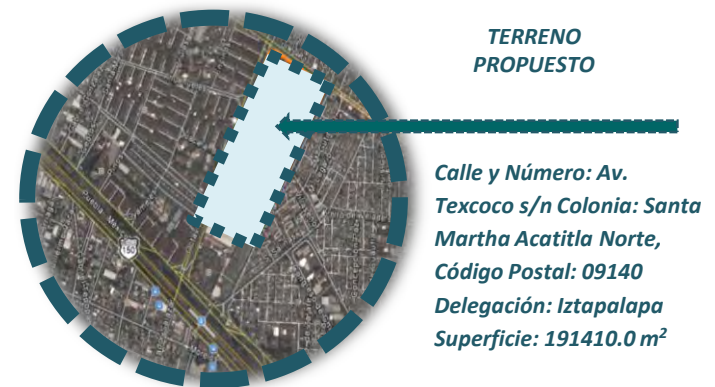 TERRENO
PROPUESTO
Calle y Número: Av.
Texcoco s/n Colonia: Santa
Martha Acatitla Norte,
Código Postal: 09140
Delegación: Iztapalapa
Superficie: 191410.0 m²
150